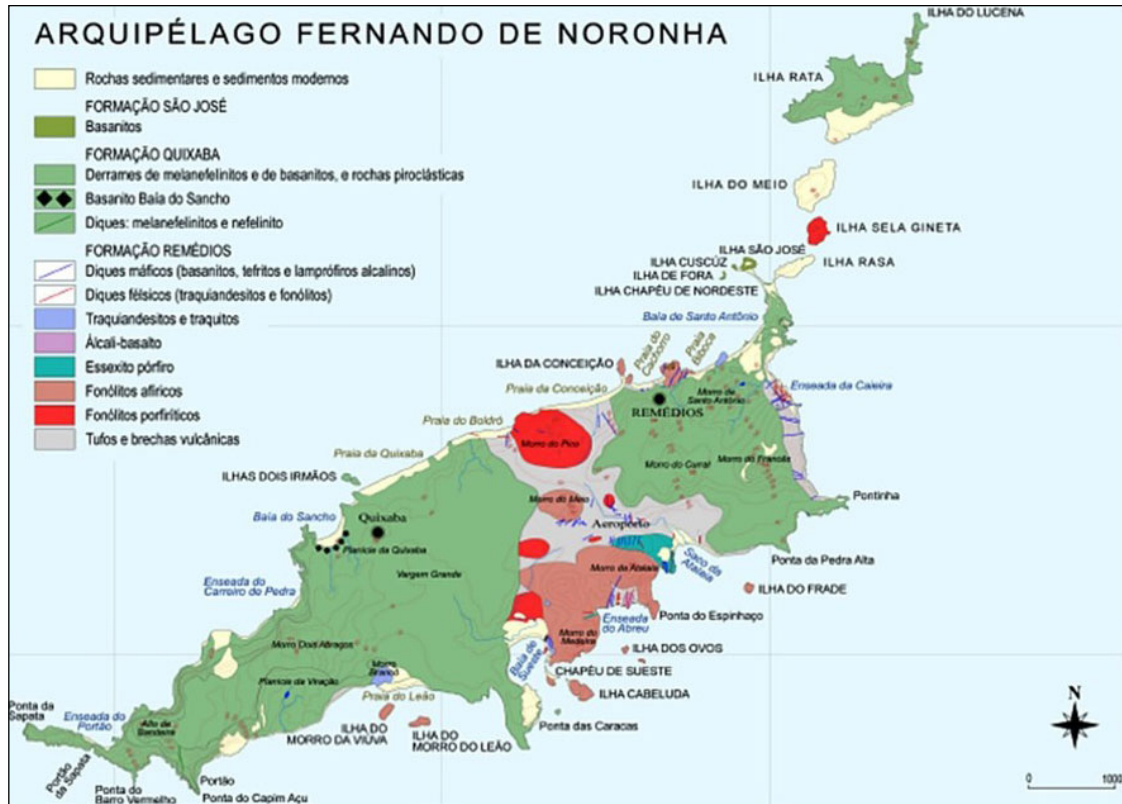 ARQUIPÉLAGO FERNANDO DE NORONHA
Rochas sedimentares e sedimentos modernos
FORMAÇÃO SÃO JOSÉ
Basanitos
FORMAÇÃO QUIXABA
Derrames de melanefelinitos e de basanitos, e rochas piroclásticas
Basanito Baía do Sancho
Diques: melanefelinitos e nefelinito
FORMAÇÃO REMÉDIOS
Diques máficos (basanitos, tefritos e lamprófiros alcalinos)
Diques félsicos (traquiandesitos e fonólitos)
Traquiandesitos e traquitos
Álcali-basalto
Essexito pórfiro
Fonólitos afíricos
Fonólitos porfiríticos
Tufos e brechas vulcânicas
ILHA DO LUCENA
ILHA RATA
ILHA DO MEIO
ILHA SELA GINETA
ILHA SÃO JOSÉ
ILHA CUSCÚZ
ILHA RASA
ILHA DE FORA
ILHA CHAPÉU DE NORDESTE
Baía de Santo Antônio
Praia do
Cachorro
Praia
Biboca
ILHA DA CONCEIÇÃO
Praia da Conceição
Enseada da Caieira
Morro de
Santo Antônio
REMÉDIOS
Praia do Boldró
Morro do Pico
Praia da Quixaba
Morro do Curral
Morro do Francês
ILHAS DOIS IRMÃOS
Morro do Meio
Pontinha
Baía do Sancho
Quixaba
Aeroporto
Planície da Quixaba
Saco da
Atalaia
Ponta da Pedra Alta
Vargem Grande
Morro da Atalaia
Enseada do
Carreiro de Pedra
ILHA DO FRADE
Ponta do Espinhaço
Enseada
do Abreu
Morro Dois Abraços
Morro do
Medeira
Baía do
Sueste
ILHA DOS OVOS
CHAPÉU DE SUESTE
Morro
Branco
Planície da Viração
Praia do Leão
ILHA CABELUDA
Ponta da
Sapata
Enseada do
Portão
Alto da
Bandeira
ILHA DO
MORRO DA VIÚVA
ILHA DO
MORRO DO LEÃO
Ponta das Caracas
Portão
da Sapata
Portão
Ponta do
Barro Vermelho
Ponta do Capim Açu
N
0